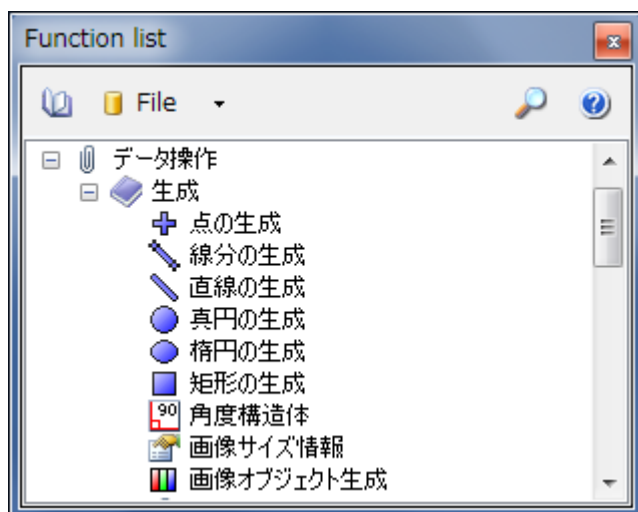 Function list
File
データ操作
生成
点の生成
線分の生成
直線の生成
真円の生成
楕円の生成
矩形の生成
90 角度構造体
画像サイズ情報
画像オブジェクト生成